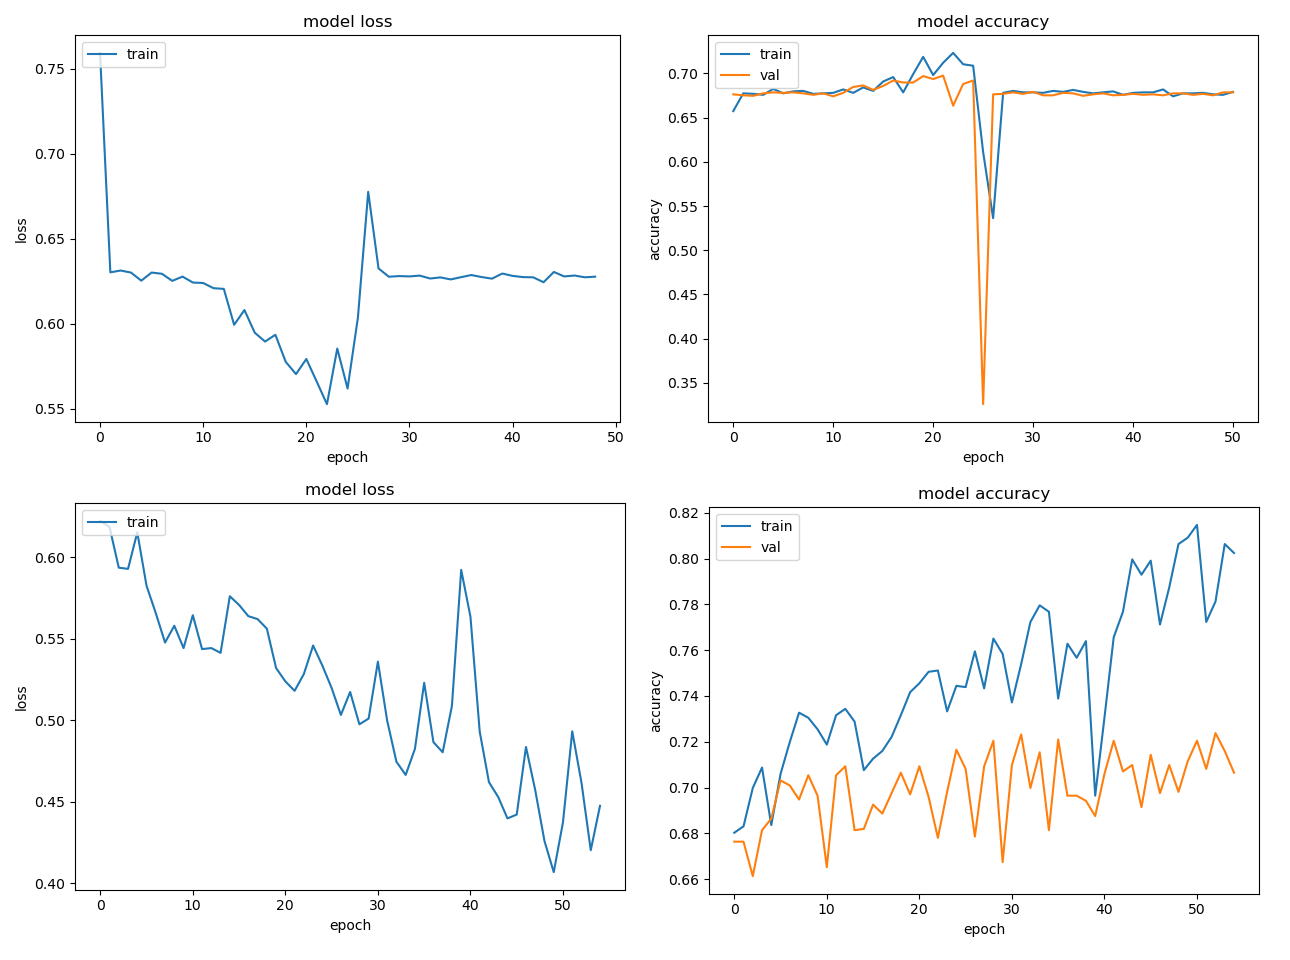 model loss
train
0.75
0.70
0.65
0.60
0.55
loss
0 10 20 30 40 50
epoch
model accuracy
train
val
0.70
0.65
0.60
0.55
0.50
0.45
0.40
0.35
accuracy
0 10 20 30 40 50
epoch
model loss
train
0.60
0.55
0.50
0.45
0.40
loss
0 10 20 30 40 50
epoch
model accuracy
train
val
0.82
0.80
0.78
0.76
0.74
0.72
0.70
0.68
0.66
accuracy
0 10 20 30 40 50
epoch